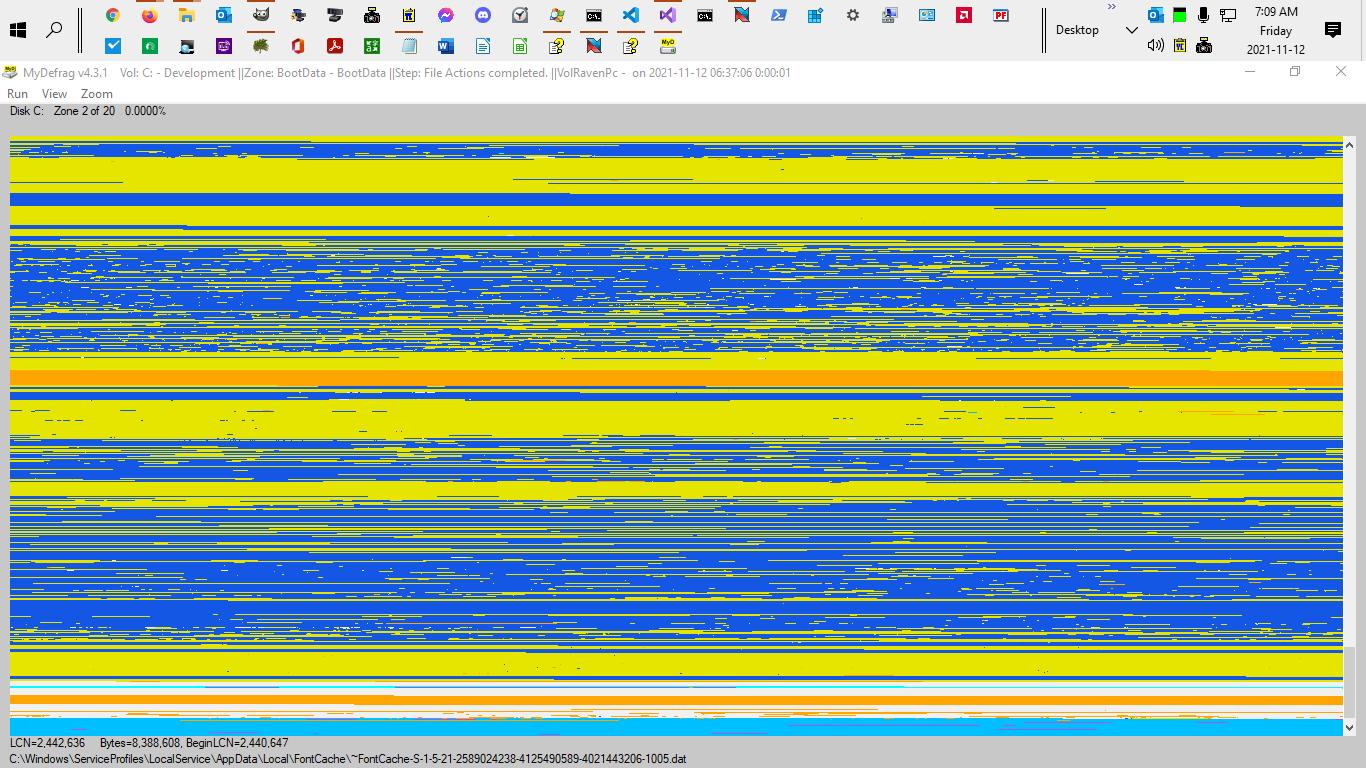 7:09 AM
Desktop
Friday
2021-11-12
MyDefrag v4.3.1    Vol: C: - Development ||Zone: BootData - BootData ||Step: File Actions completed. ||VolRavenPc -  on 2021-11-12 06:37:06 0:00:01
Run View Zoom
Disk C:   Zone 2 of 20   0.0000%
LCN=2,442,636    Bytes=8,388,608, BeginLCN=2,440,647
C:\Windows\ServiceProfiles\LocalService\AppData\Local\FontCache\~FontCache-S-1-5-21-2589024238-4125490589-4021443206-1005.dat